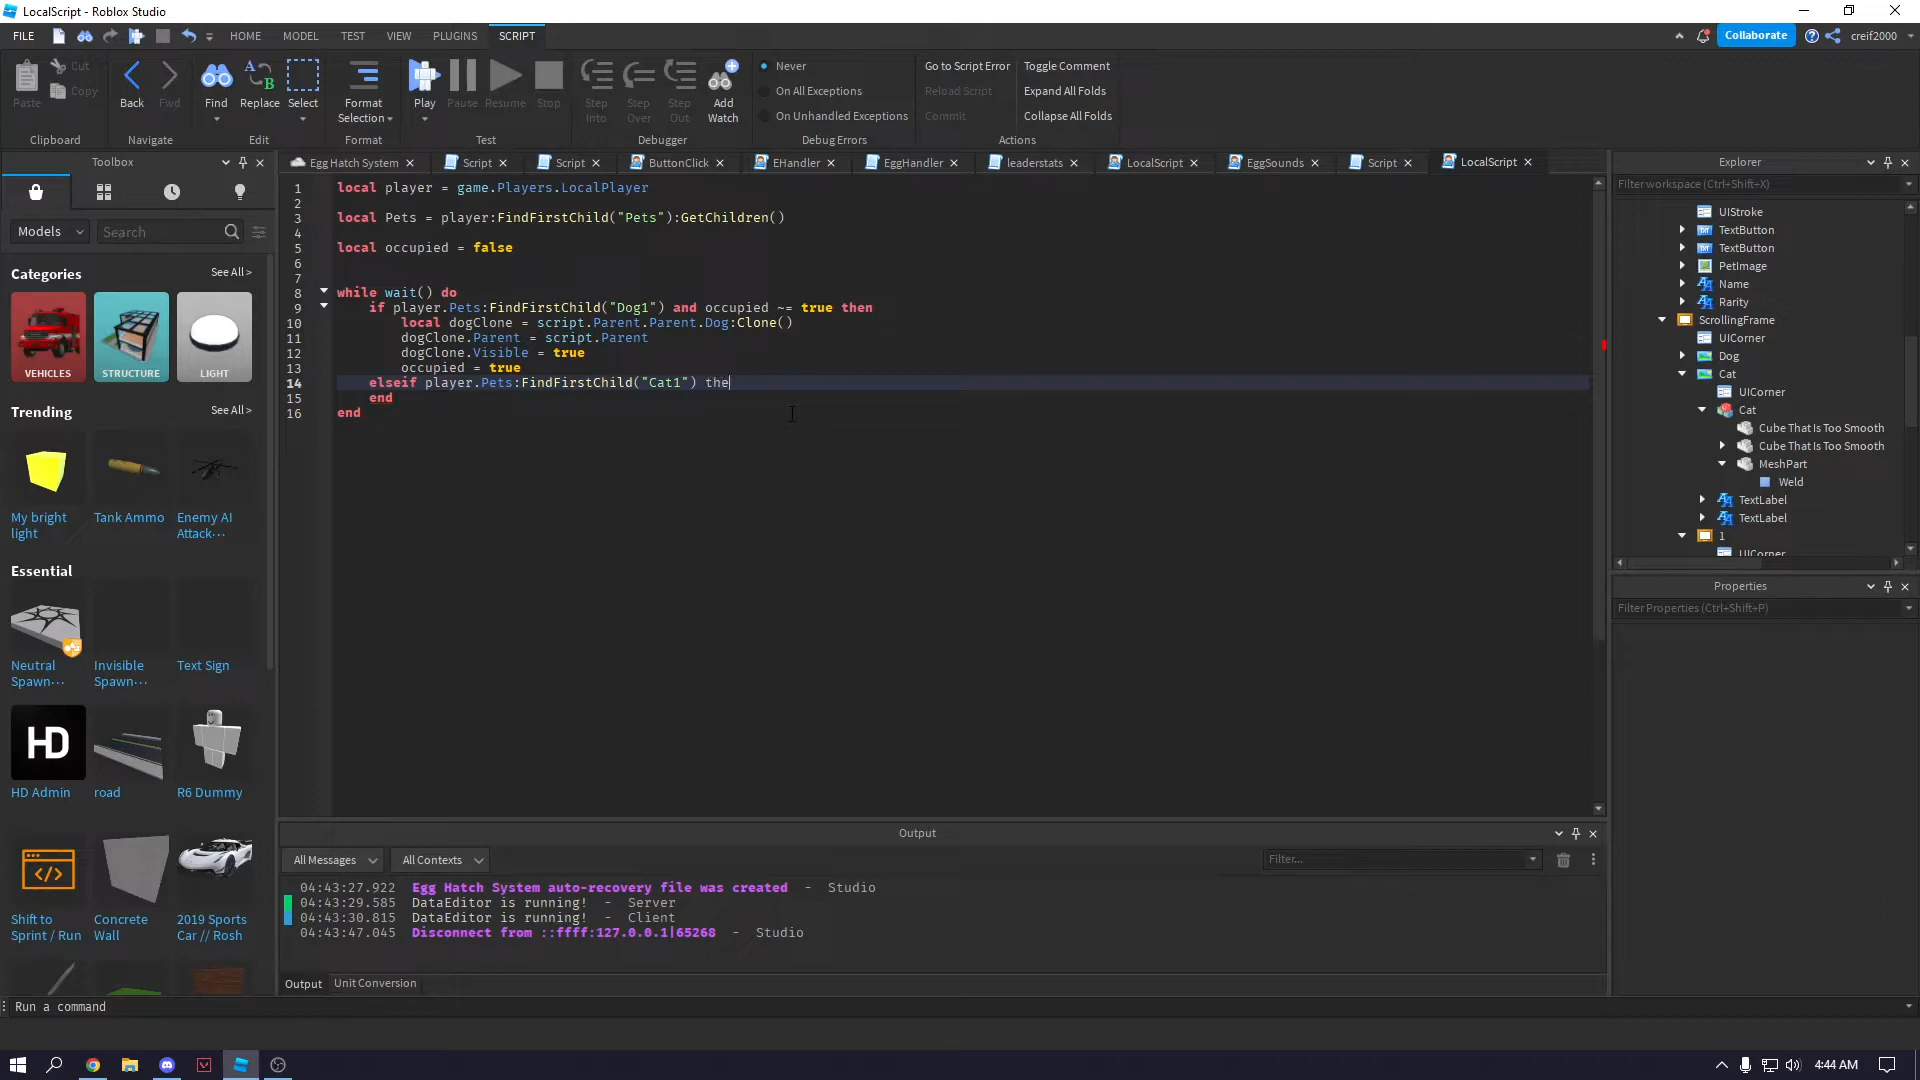 LocalScript - Roblox Studio
FILE HOME MODEL TEST VIEW PLUGINS SCRIPT Collaborate creif2000
Paste Cut Copy Back Fwd Find Replace Select Format Selection Play Pause Resume Stop Step Into Step Over Step Out Add Watch
Never Go to Script Error Toggle Comment
On All Exceptions Reload Script Expand All Folds
On Unhandled Exceptions Commit Collapse All Folds
Clipboard Navigate Edit Format Test Debugger Debug Errors Actions
Toolbox
Egg Hatch System Script Script ButtonClick EHandler EggHandler leaderstats LocalScript EggSounds Script LocalScript
Models Search
Categories See All >
VEHICLES STRUCTURE LIGHT
Trending See All >
My bright light
Tank Ammo
Enemy AI Attack...
Essential See All >
Neutral Spawn...
Invisible Spawn...
Text Sign
HD
HD Admin road R6 Dummy
Shift to Sprint / Run
Concrete Wall
2019 Sports Car // Rosh
1 local player = game.Players.LocalPlayer
2
3 local Pets = player:FindFirstChild("Pets"):GetChildren()
4
5 local occupied = false
6
7
8 while wait() do
9 if player.Pets:FindFirstChild("Dog1") and occupied ~= true then
10 local dogClone = script.Parent.Parent.Dog:Clone()
11 dogClone.Parent = script.Parent
12 dogClone.Visible = true
13 occupied = true
14 elseif player.Pets:FindFirstChild("Cat1") the
15 end
16 end
Explorer
Filter workspace (Ctrl+Shift+X)
UIStroke
TextButton
TextButton
PetImage
Name
Rarity
ScrollingFrame
UICorner
Dog
Cat
UICorner
Cat
Cube That Is Too Smooth
Cube That Is Too Smooth
MeshPart
Weld
TextLabel
TextLabel
1
UICorner
Properties
Filter Properties (Ctrl+Shift+P)
Output
All Messages All Contexts Filter...
04:43:27.922 Egg Hatch System auto-recovery file was created - Studio
04:43:29.585 DataEditor is running! - Server
04:43:30.815 DataEditor is running! - Client
04:43:47.045 Disconnect from ::ffff:127.0.0.1|65268 - Studio
Output Unit Conversion
Run a command
4:44 AM